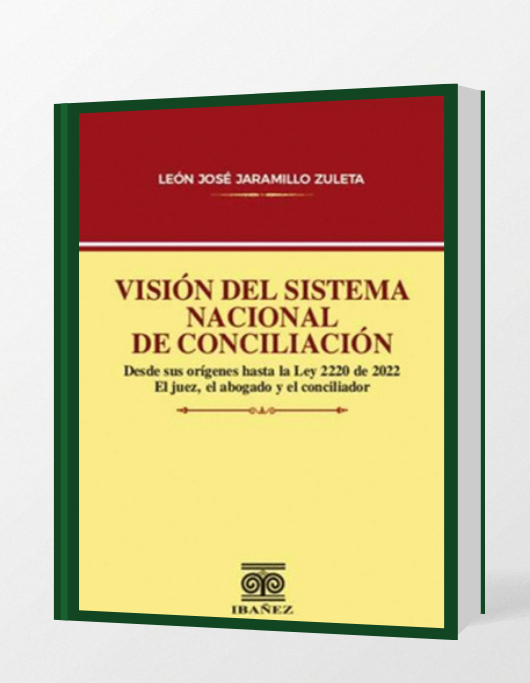 LEÓN JOSÉ JARAMILLO ZULETA
VISIÓN DEL SISTEMA
NACIONAL
DE CONCILIACIÓN
Desde sus orígenes hasta la Ley 2220 de 2022
El juez, el abogado y el conciliador
IBAÑEZ